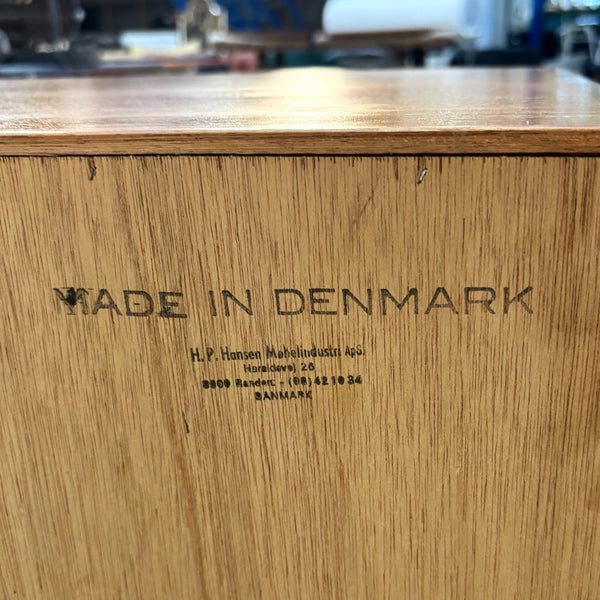 MADE IN DENMARK
H. P. Hansen Møbelindustri ApS.
Haraldsvej 26
8900 Randers - (06) 42 10 34
DANMARK